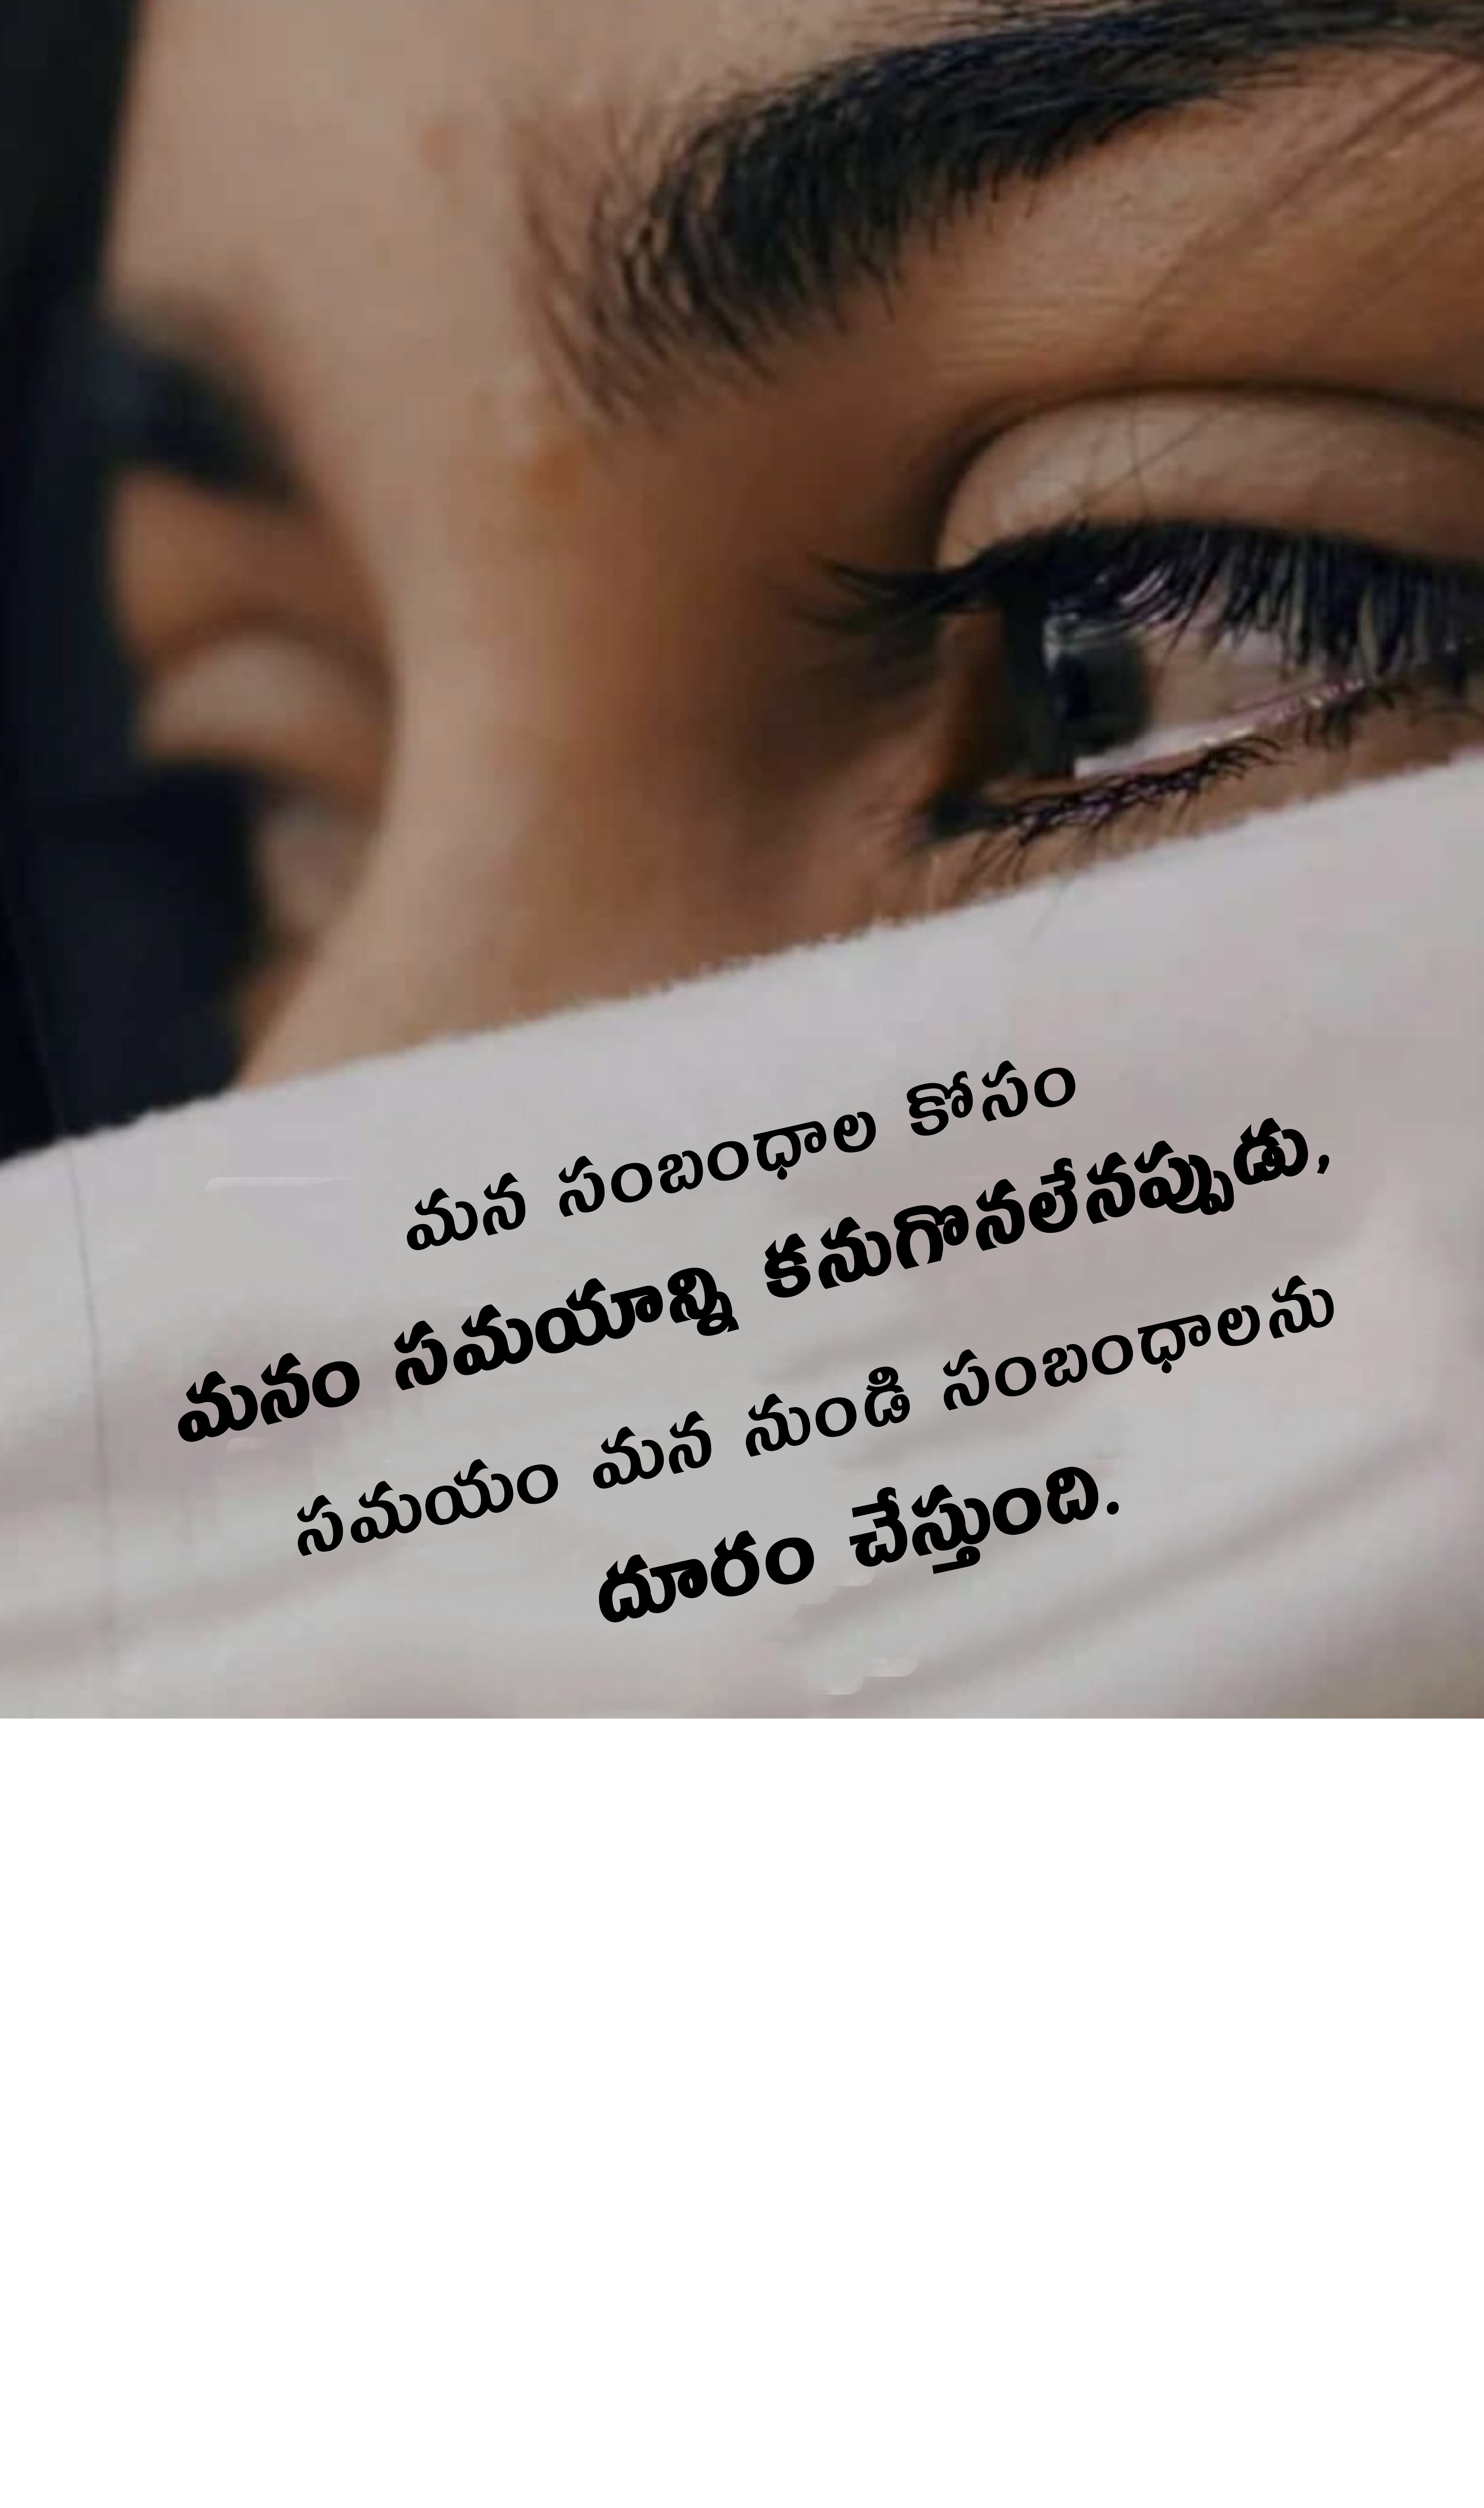 మన సంబంధాల కోసం
మనం సమయాన్ని కనుగొనలేనప్పుడు,
సమయం మన నుండి సంబంధాలను
దూరం చేస్తుంది.